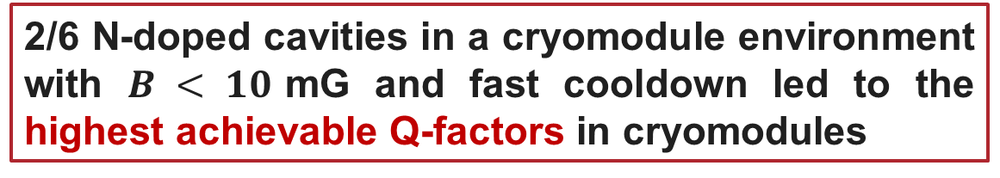 2/6 N-doped cavities in a cryomodule environment
with B < 10 mG and fast cooldown led to the
highest achievable Q-factors in cryomodules